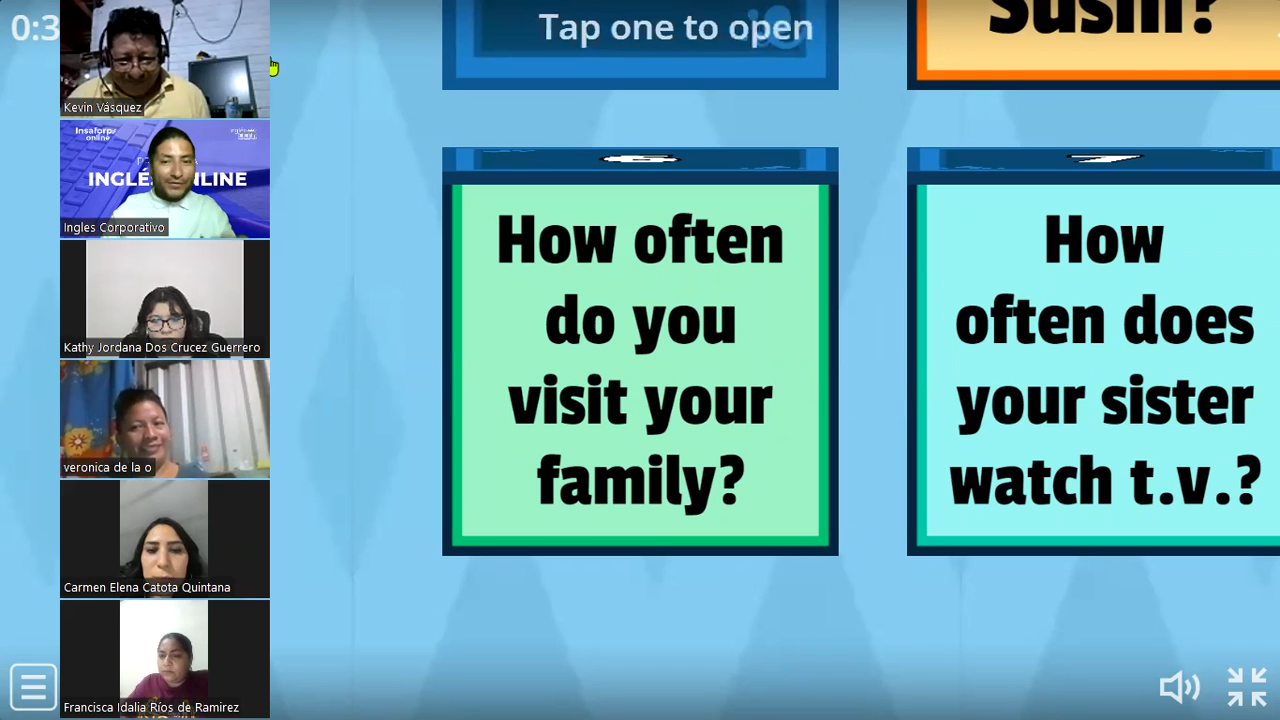 0:3
Tap one to open
Sushi?
Kevin Vásquez
Insaforp
online
INGLÉS ONLINE
Ingles Corporativo
Kathy Jordana Dos Crucez Guerrero
veronica de la o
Carmen Elena Catota Quintana
Francisca Idalia Ríos de Ramirez
6
How often
do you
visit your
family?
7
How
often does
your sister
watch t.v.?